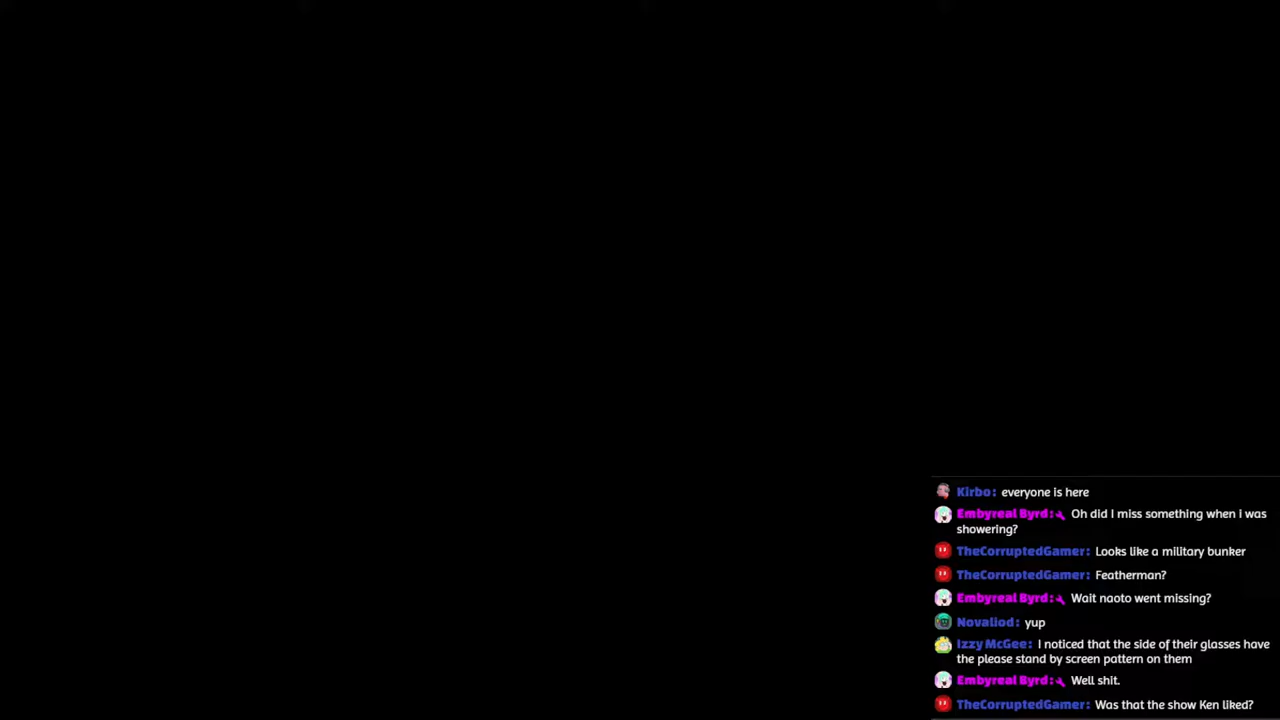 Kirbo: everyone is here
Embyreal Byrd: Oh did I miss something when i was
showering?
TheCorruptedGamer: Looks like a military bunker
TheCorruptedGamer: Featherman?
Embyreal Byrd: Wait naoto went missing?
Novaliod: yup
Izzy McGee: I noticed that the side of their glasses have
the please stand by screen pattern on them
Embyreal Byrd: Well shit.
TheCorruptedGamer: Was that the show Ken liked?